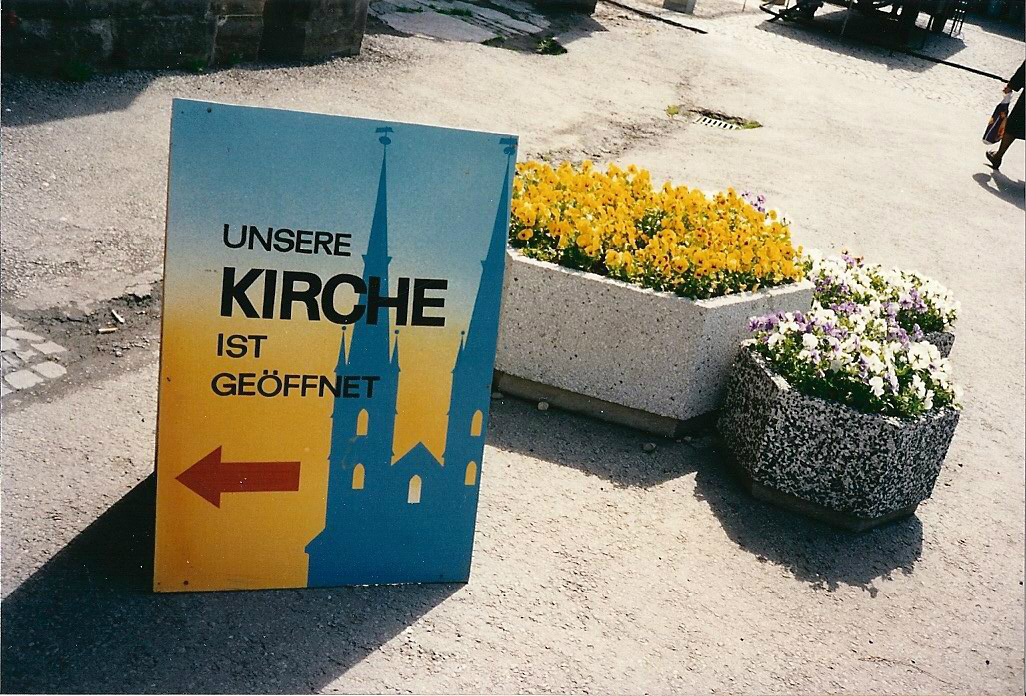 UNSERE
KIRCHE
IST
GEÖFFNET